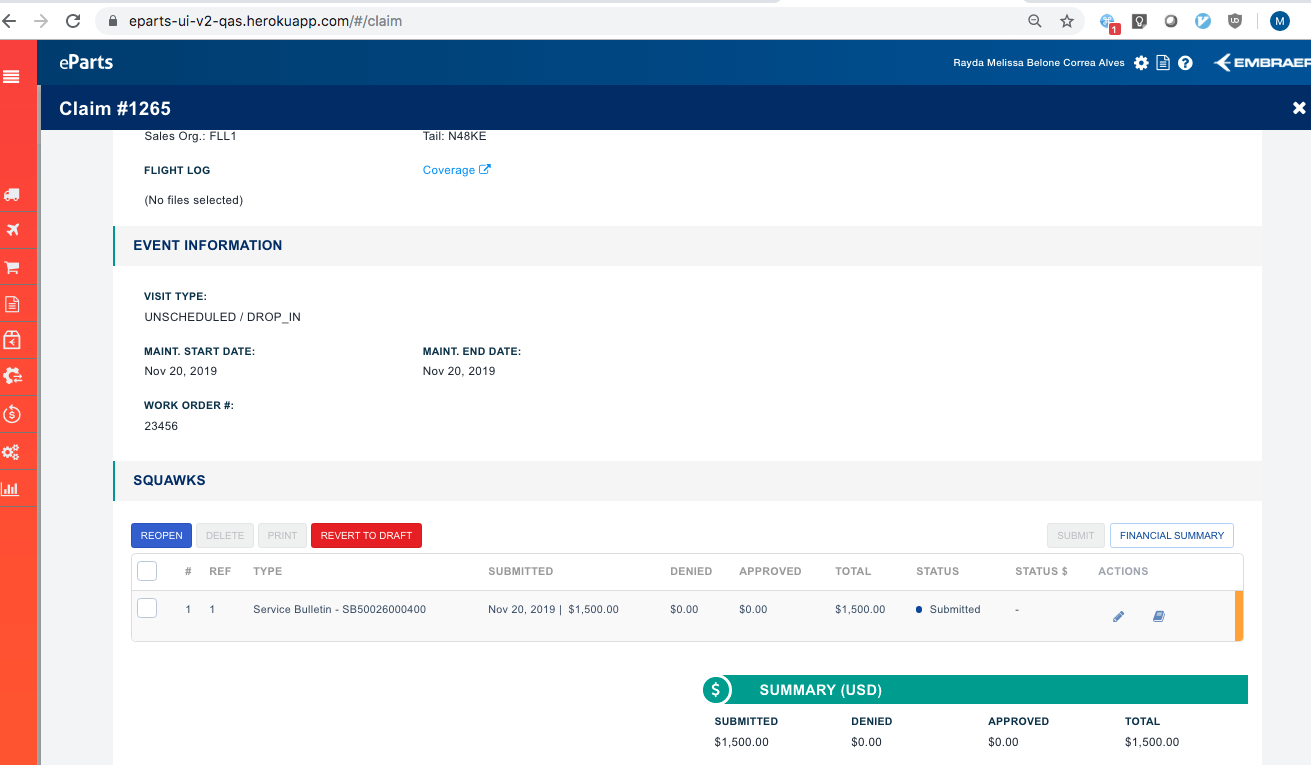 eparts-ui-v2-qas.herokuapp.com/#/claim
1
M
eParts
Rayda Melissa Belone Correa Alves
EMBRAER
Claim #1265
Sales Org.: FLL1
Tail: N48KE
FLIGHT LOG
Coverage
(No files selected)
EVENT INFORMATION
VISIT TYPE:
UNSCHEDULED / DROP_IN
MAINT. START DATE:
MAINT. END DATE:
Nov 20, 2019
Nov 20, 2019
WORK ORDER #:
23456
SQUAWKS
REOPEN DELETE PRINT REVERT TO DRAFT SUBMIT FINANCIAL SUMMARY
# REF TYPE SUBMITTED DENIED APPROVED TOTAL STATUS STATUS $ ACTIONS
1 1 Service Bulletin - SB50026000400 Nov 20, 2019 | $1,500.00 $0.00 $0.00 $1,500.00 Submitted -
$ SUMMARY (USD)
SUBMITTED DENIED APPROVED TOTAL
$1,500.00 $0.00 $0.00 $1,500.00